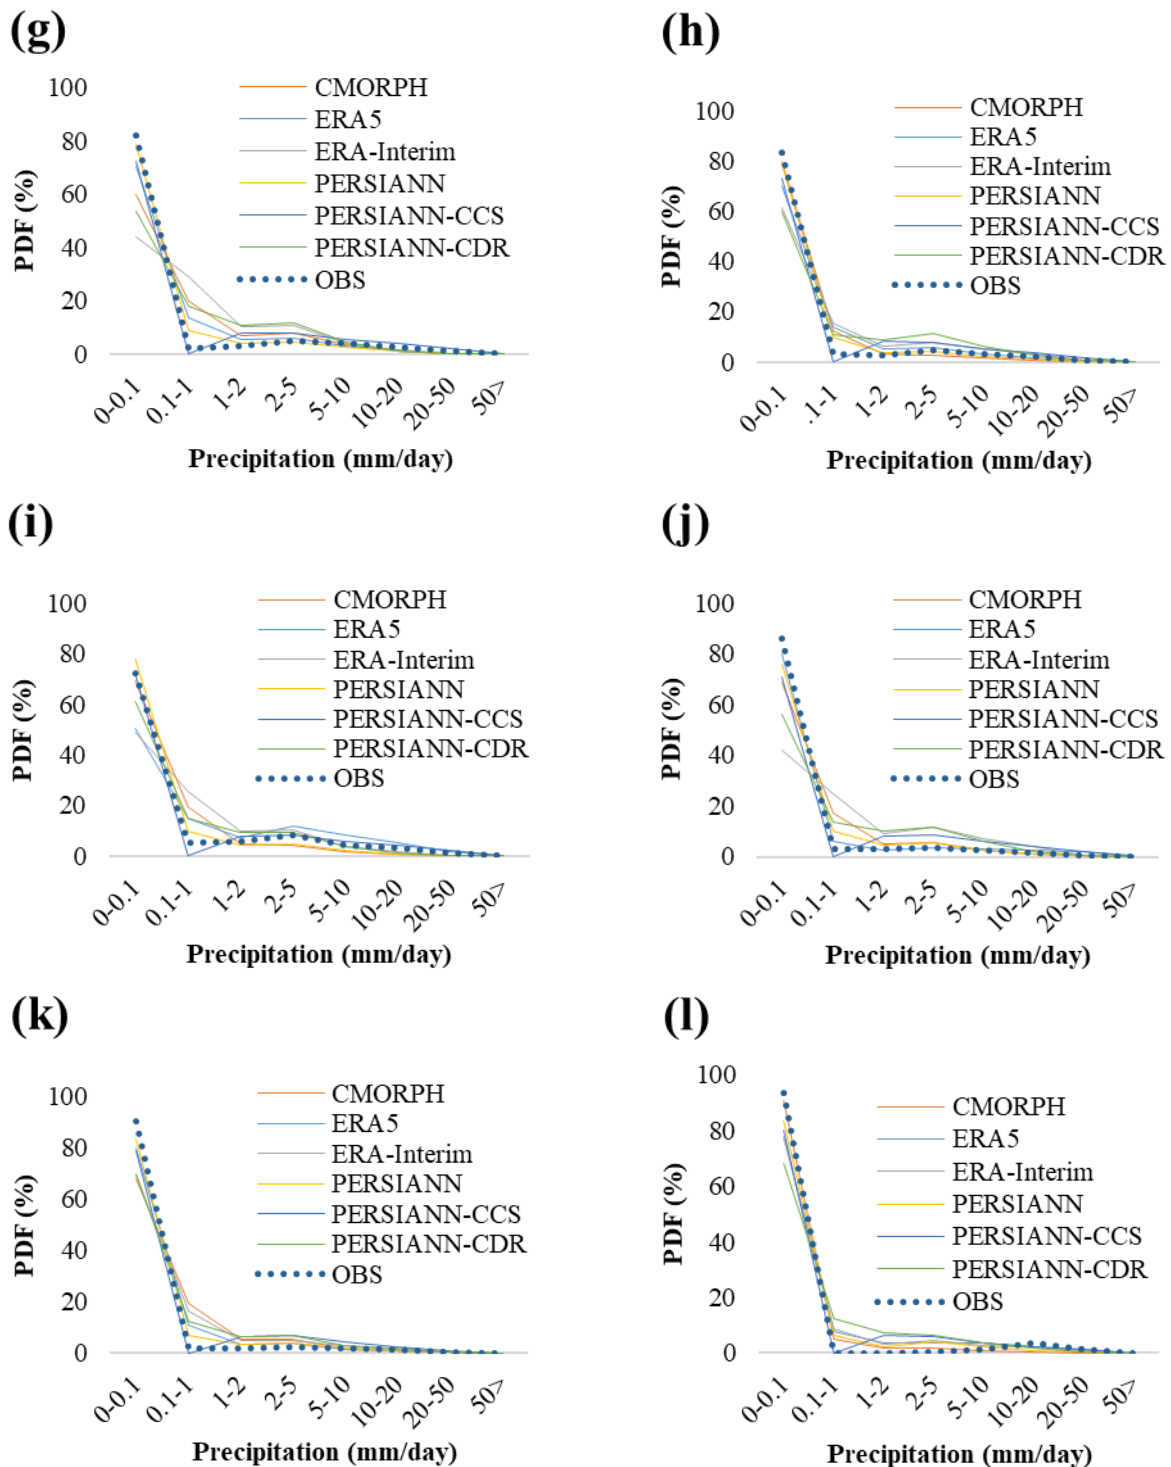 (g)
100
80
60
40
20
0
PDF (%)
CMORPH
ERA5
ERA-Interim
PERSIANN
PERSIANN-CCS
PERSIANN-CDR
OBS
0-0.1
0.1-1
1-2
2-5
5-10
10-20
20-50
50>
Precipitation (mm/day)
(h)
100
80
60
40
20
0
PDF (%)
CMORPH
ERA5
ERA-Interim
PERSIANN
PERSIANN-CCS
PERSIANN-CDR
OBS
0-0.1
.1-1
1-2
2-5
5-10
10-20
20-50
50>
Precipitation (mm/day)
(i)
100
80
60
40
20
0
PDF (%)
CMORPH
ERA5
ERA-Interim
PERSIANN
PERSIANN-CCS
PERSIANN-CDR
OBS
0-0.1
0.1-1
1-2
2-5
5-10
10-20
20-50
50>
Precipitation (mm/day)
(j)
100
80
60
40
20
0
PDF (%)
CMORPH
ERA5
ERA-Interim
PERSIANN
PERSIANN-CCS
PERSIANN-CDR
OBS
0-0.1
0.1-1
1-2
2-5
5-10
10-20
20-50
50>
Precipitation (mm/day)
(k)
100
80
60
40
20
0
PDF (%)
CMORPH
ERA5
ERA-Interim
PERSIANN
PERSIANN-CCS
PERSIANN-CDR
OBS
0-0.1
0.1-1
1-2
2-5
5-10
10-20
20-50
50>
Precipitation (mm/day)
(l)
100
80
60
40
20
0
PDF (%)
CMORPH
ERA5
ERA-Interim
PERSIANN
PERSIANN-CCS
PERSIANN-CDR
OBS
0-0.1
0.1-1
1-2
2-5
5-10
10-20
20-50
50>
Precipitation (mm/day)